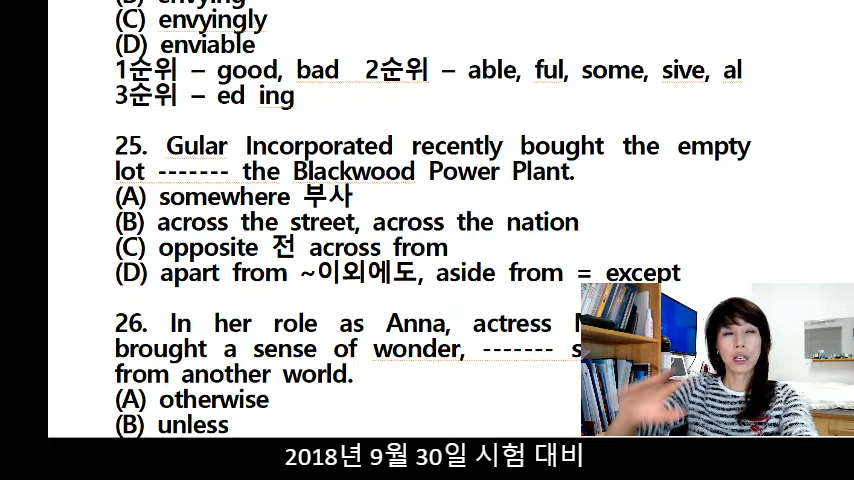 (C) envyingly
(D) enviable
1순위 – good, bad 2순위 – able, ful, some, sive, al
3순위 – ed ing
25. Gular Incorporated recently bought the empty
lot ------- the Blackwood Power Plant.
(A) somewhere 부사
(B) across the street, across the nation
(C) opposite 전 across from
(D) apart from ~이외에도, aside from = except
26. In her role as Anna, actress
brought a sense of wonder, -------
from another world.
(A) otherwise
(B) unless
2018년 9월 30일 시험 대비